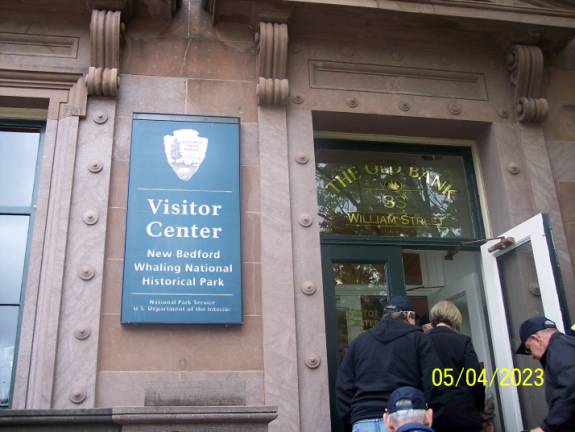 Visitor
Center
New Bedford
Whaling National
Historical Park
National Park Service
U.S. Department of the Interior
THE OLD BANK
33
WILLIAM STREET
05/04/2023